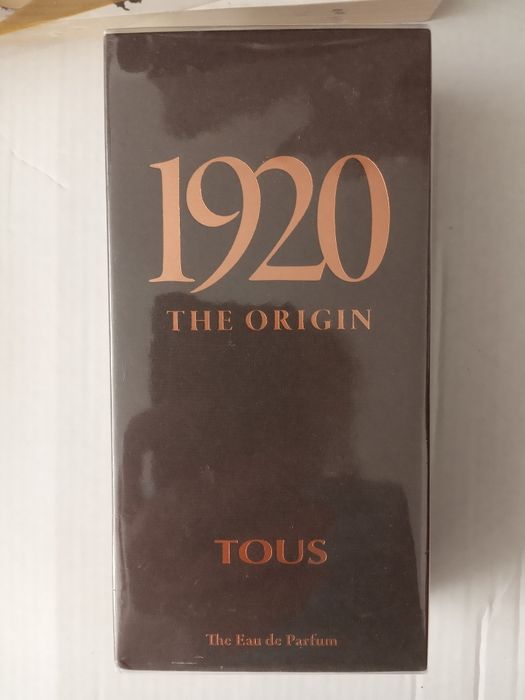 1920
THE ORIGIN
TOUS
The Eau de Parfum